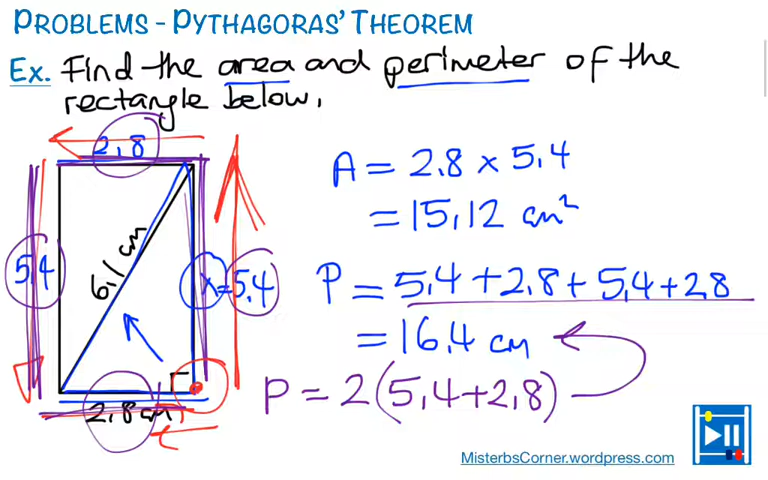 PROBLEMS - PYTHAGORAS' THEOREM
Ex. Find the area and perimeter of the
rectangle below.
2.8
5.4
6.1 cm
x = 5.4
2.8 cm
A = 2.8 x 5.4
= 15.12 cm²
P = 5.4 + 2.8 + 5.4 + 2.8
= 16.4 cm
P = 2(5.4+2.8)
MisterbsCorner.wordpress.com